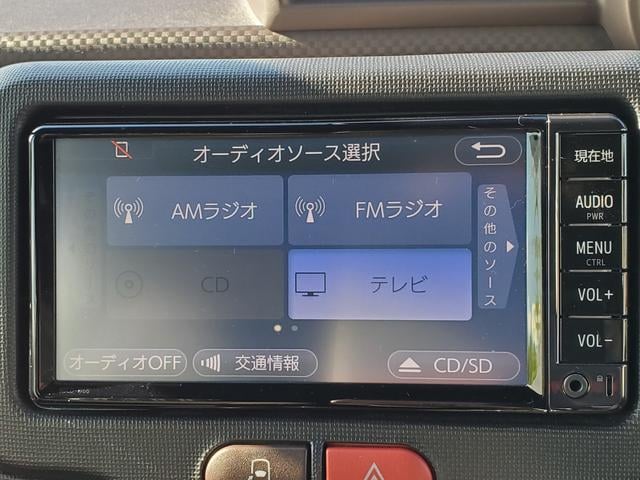 オーディオソース選択
現在地
AMラジオ
FMラジオ
その他のソース
AUDIO
PWR
MENU
CTRL
CD
テレビ
VOL+
VOL-
オーディオOFF
交通情報
CD/SD